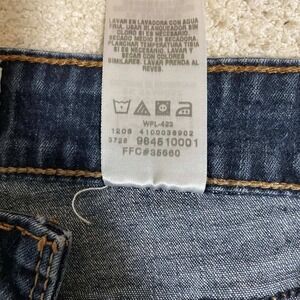 LAVAR EN LAVADORA CON AGUA
FRIA. USAR BLANQUEADOR SIN
CLORO SI ES NECESARIO.
SECADO MEDIO EN SECADORA.
PLANCHAR TEMPERATURA TIBIA
SI ES NECESARIO. LAVAR Y
SECAR CON COLORES
SIMILARES. LAVAR PRENDA AL
REVES.
WPL-423
1206 4100036902
3728 984510001
FFC#35660